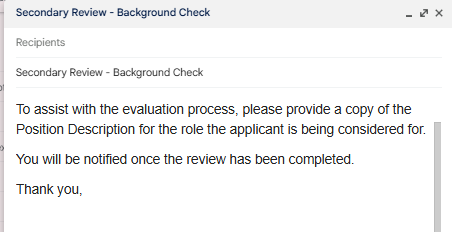 Secondary Review - Background Check
Recipients
Secondary Review - Background Check
To assist with the evaluation process, please provide a copy of the
Position Description for the role the applicant is being considered for.
You will be notified once the review has been completed.
Thank you,